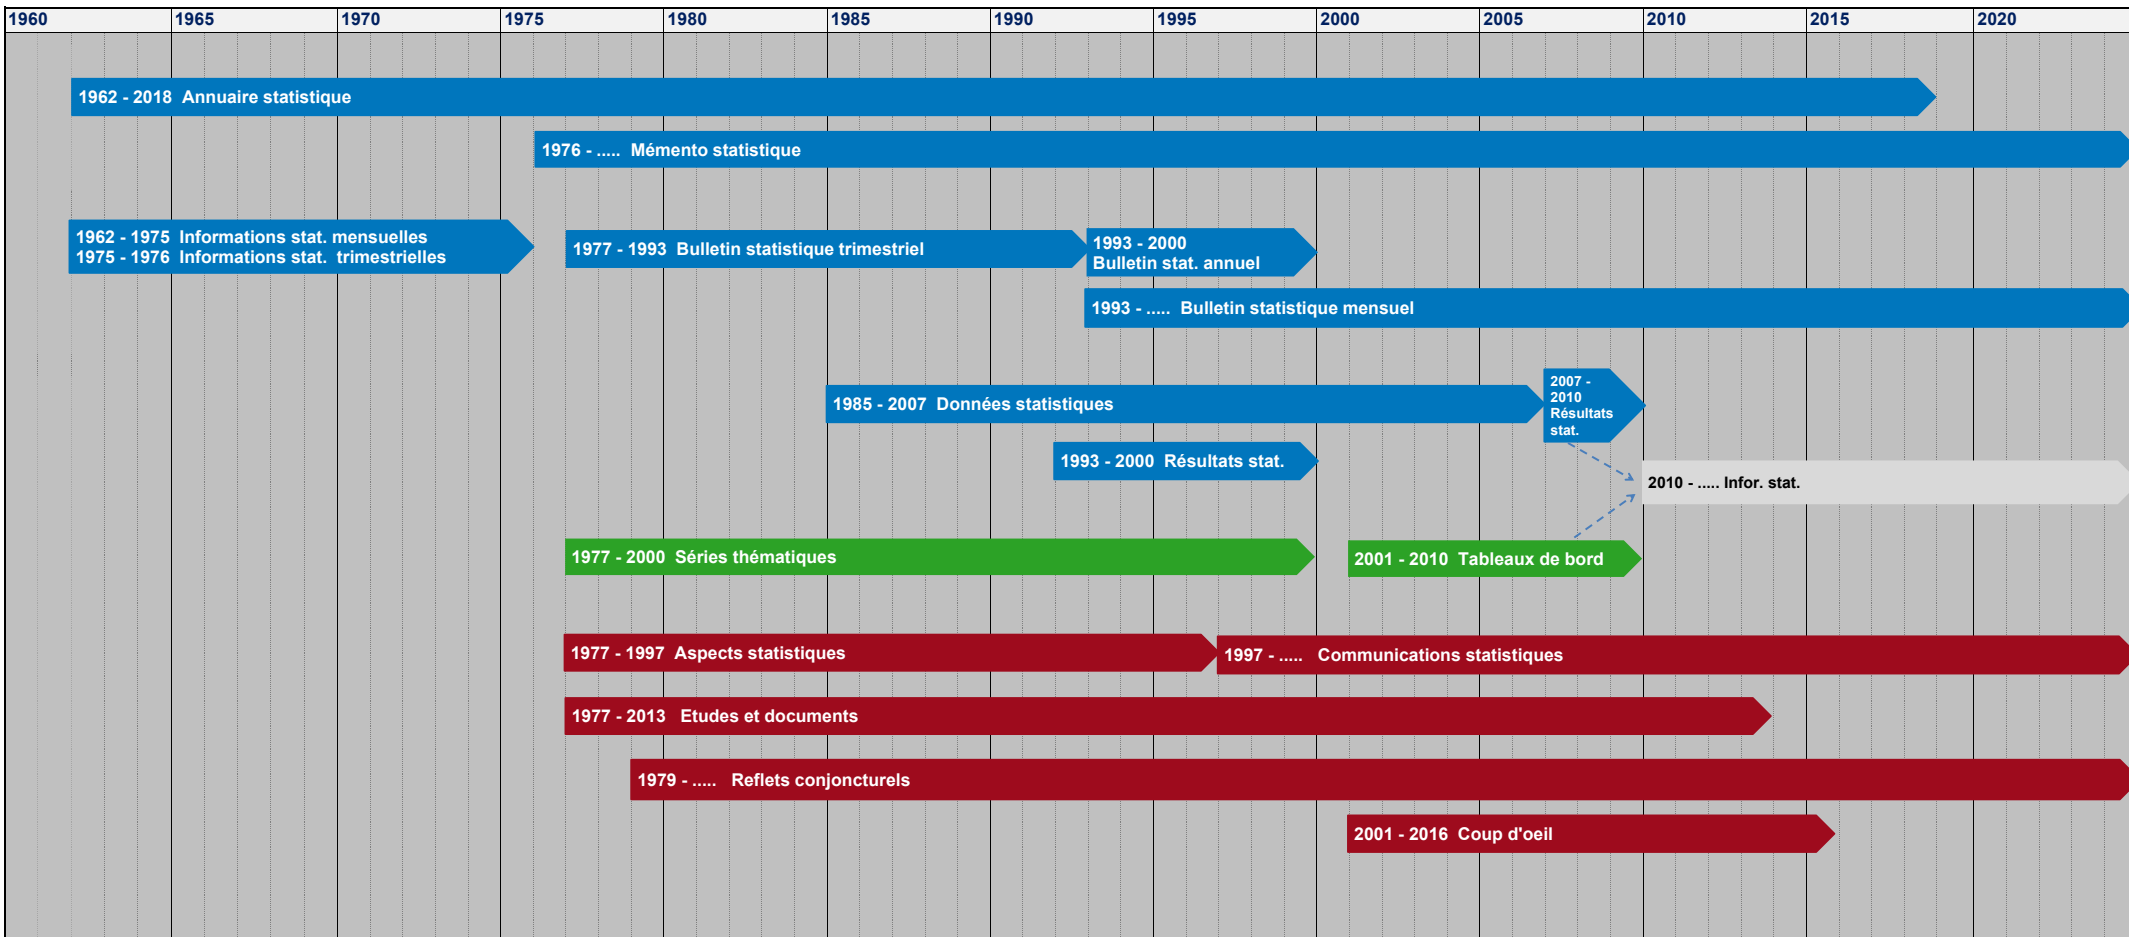 1960 1965 1970 1975 1980 1985 1990 1995 2000 2005 2010 2015 2020
1962 - 2018 Annuaire statistique
1976 - ..... Mémento statistique
1962 - 1975 Informations stat. mensuelles
1975 - 1976 Informations stat. trimestrielles
1977 - 1993 Bulletin statistique trimestriel
1993 - 2000
Bulletin stat. annuel
1993 - ..... Bulletin statistique mensuel
1985 - 2007 Données statistiques
2007 -
2010
Résultats
stat.
1993 - 2000 Résultats stat.
2010 - ..... Infor. stat.
1977 - 2000 Séries thématiques
2001 - 2010 Tableaux de bord
1977 - 1997 Aspects statistiques
1997 - ..... Communications statistiques
1977 - 2013 Etudes et documents
1979 - ..... Reflets conjoncturels
2001 - 2016 Coup d'oeil